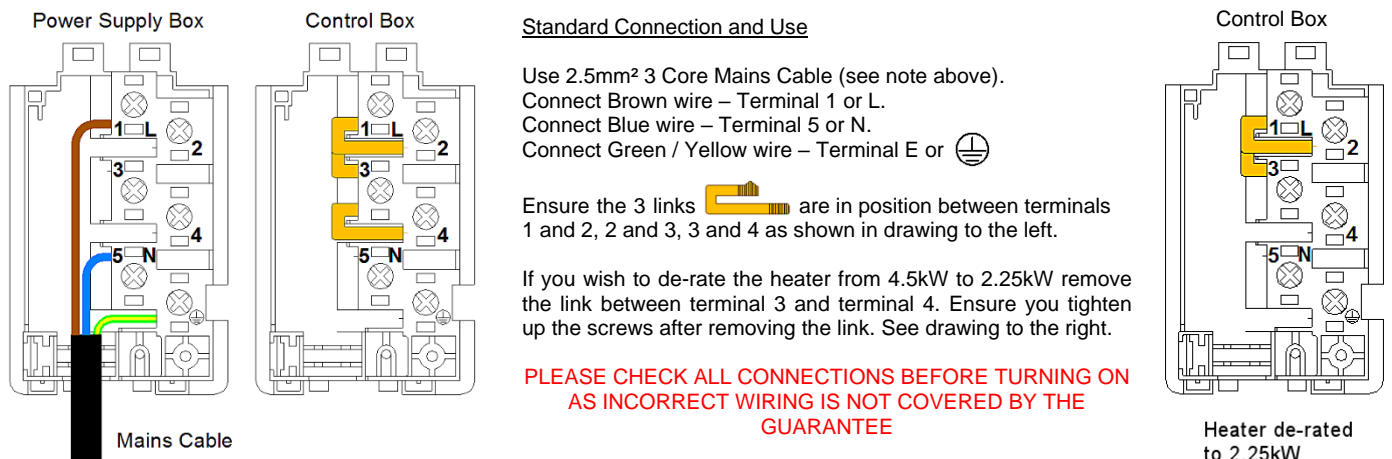 Power Supply Box
1 L
2
3
4
5 N
Mains Cable
Control Box
1 L
2
3
4
5 N
Standard Connection and Use
Use 2.5mm² 3 Core Mains Cable (see note above).
Connect Brown wire – Terminal 1 or L.
Connect Blue wire – Terminal 5 or N.
Connect Green / Yellow wire – Terminal E or
Ensure the 3 links are in position between terminals
1 and 2, 2 and 3, 3 and 4 as shown in drawing to the left.
If you wish to de-rate the heater from 4.5kW to 2.25kW remove
the link between terminal 3 and terminal 4. Ensure you tighten
up the screws after removing the link. See drawing to the right.
PLEASE CHECK ALL CONNECTIONS BEFORE TURNING ON
AS INCORRECT WIRING IS NOT COVERED BY THE
GUARANTEE
Control Box
1 L
2
3
4
5 N
Heater de-rated
to 2.25kW